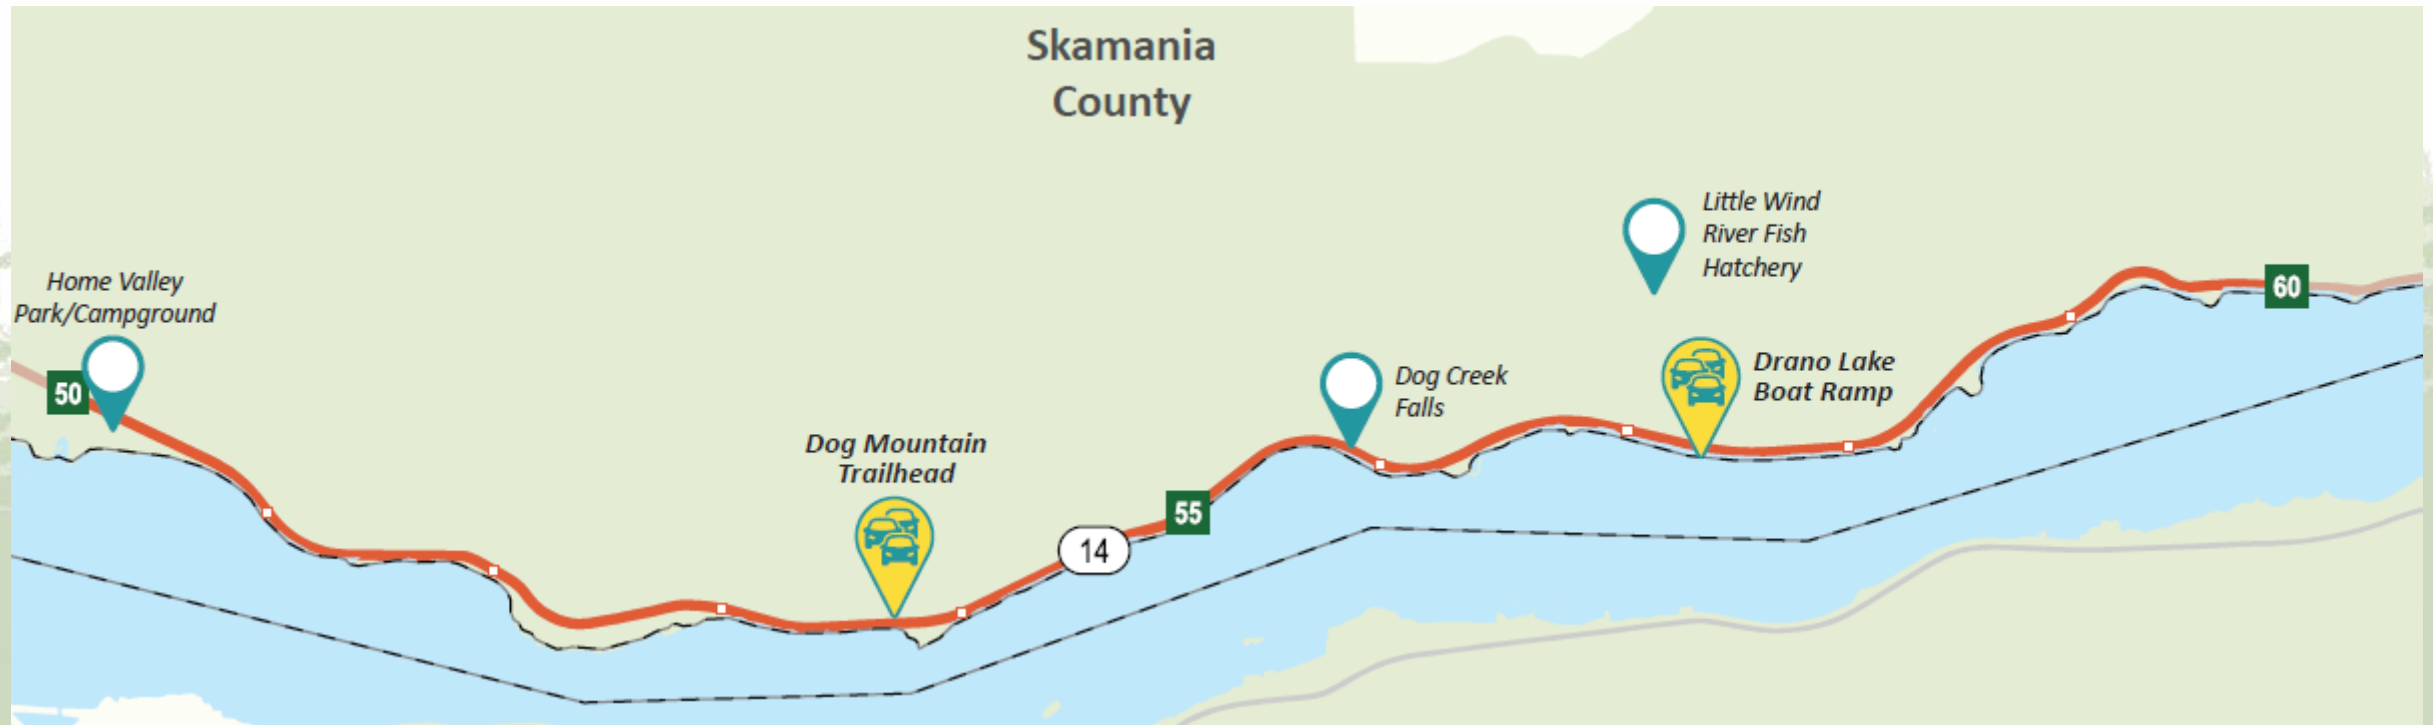 Skamania
County
Little Wind
River Fish
Hatchery
Home Valley
Park/Campground
60
Drano Lake
Boat Ramp
Dog Creek
Falls
50
Dog Mountain
Trailhead
55
14